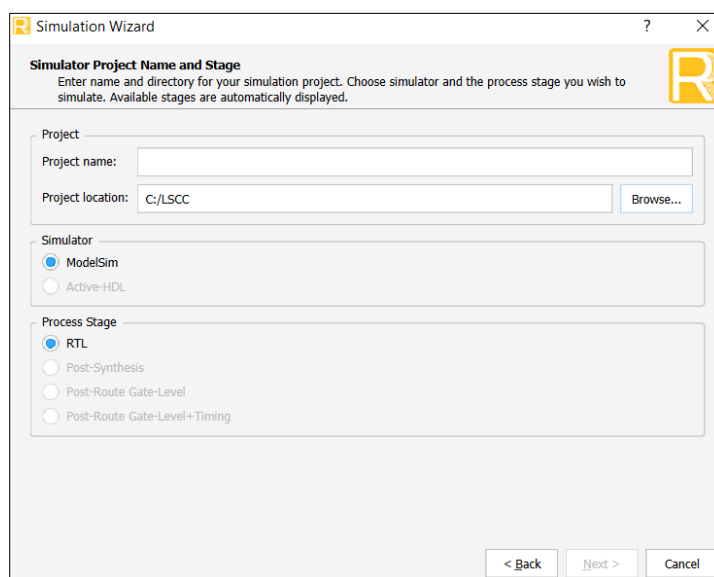 Simulation Wizard
?
Simulator Project Name and Stage
Enter name and directory for your simulation project. Choose simulator and the process stage you wish to
simulate. Available stages are automatically displayed.
Project
Project name:
Project location: C:/LSCC Browse...
Simulator
ModelSim
Active-HDL
Process Stage
RTL
Post-Synthesis
Post-Route Gate-Level
Post-Route Gate-Level+Timing
< Back Next > Cancel